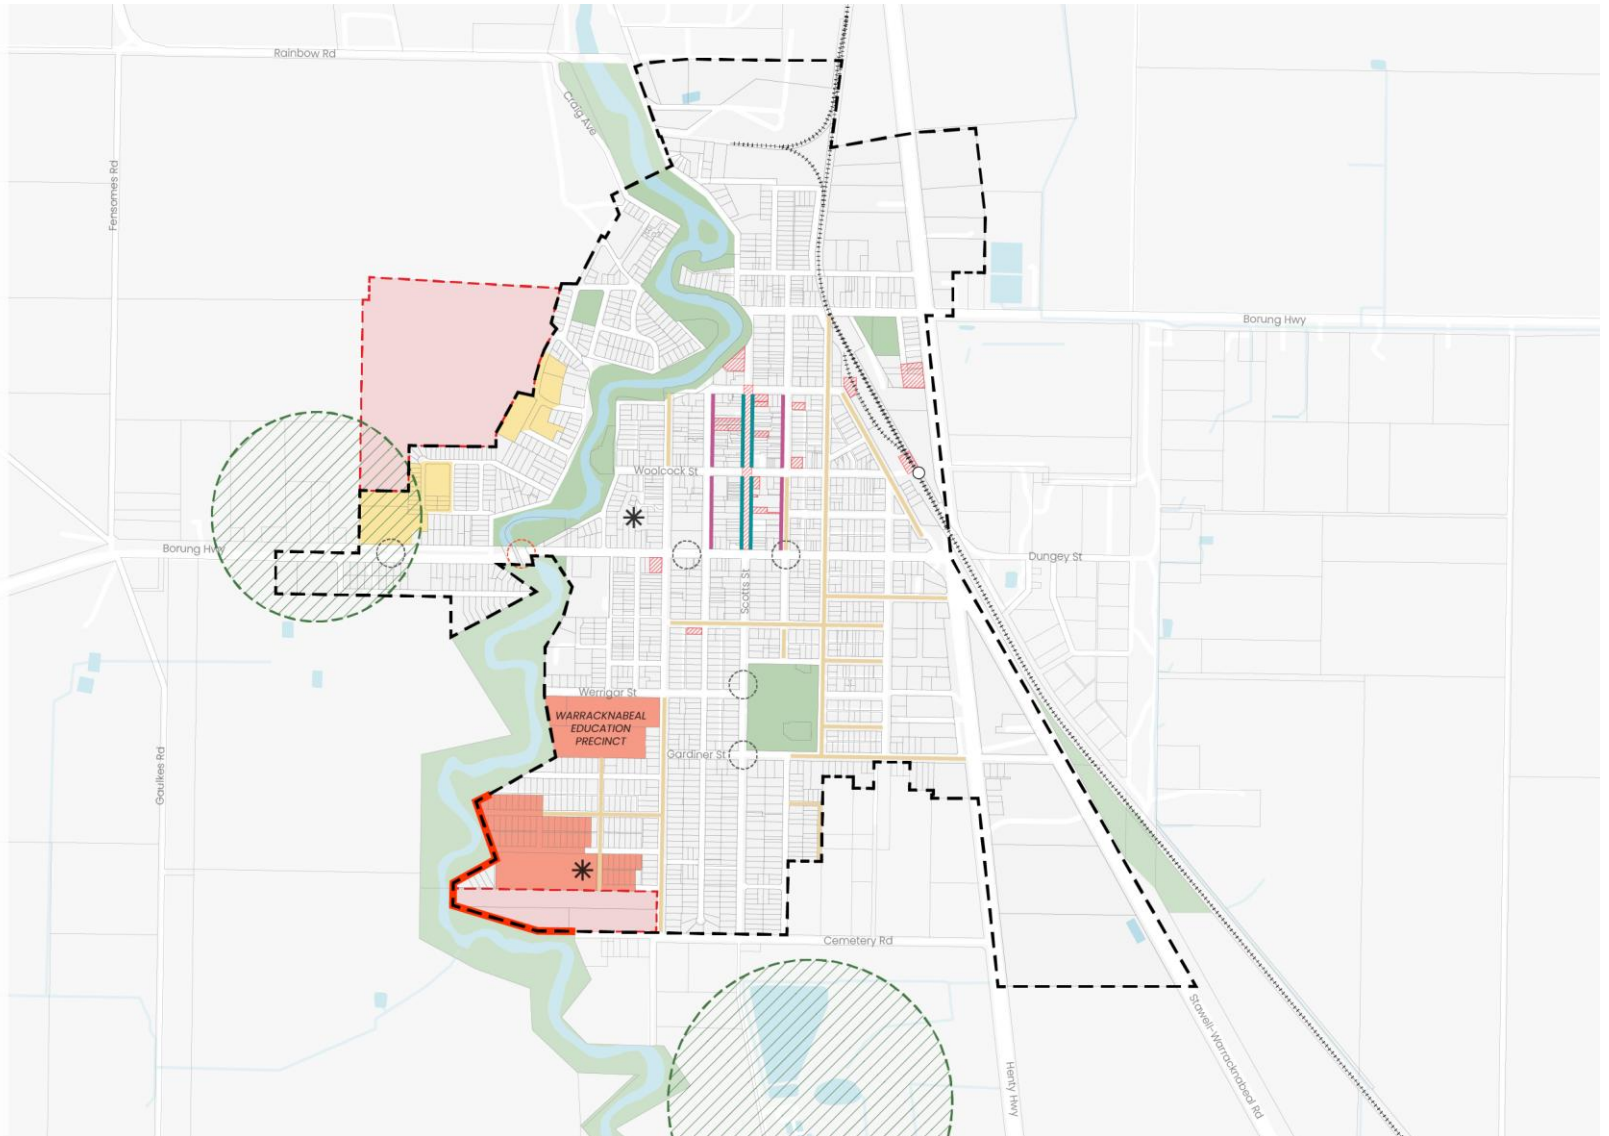 Rainbow Rd
Craig Ave
Fensomes Rd
Borung Hwy
Woolcock St
Borung Hwy
Dungey St
Scotts St
Werrigar St
WARRACKNABEAL
EDUCATION
PRECINCT
Gardiner St
Gaulkes Rd
Cemetery Rd
Stawell-Warracknabeal Rd
Henty Hwy